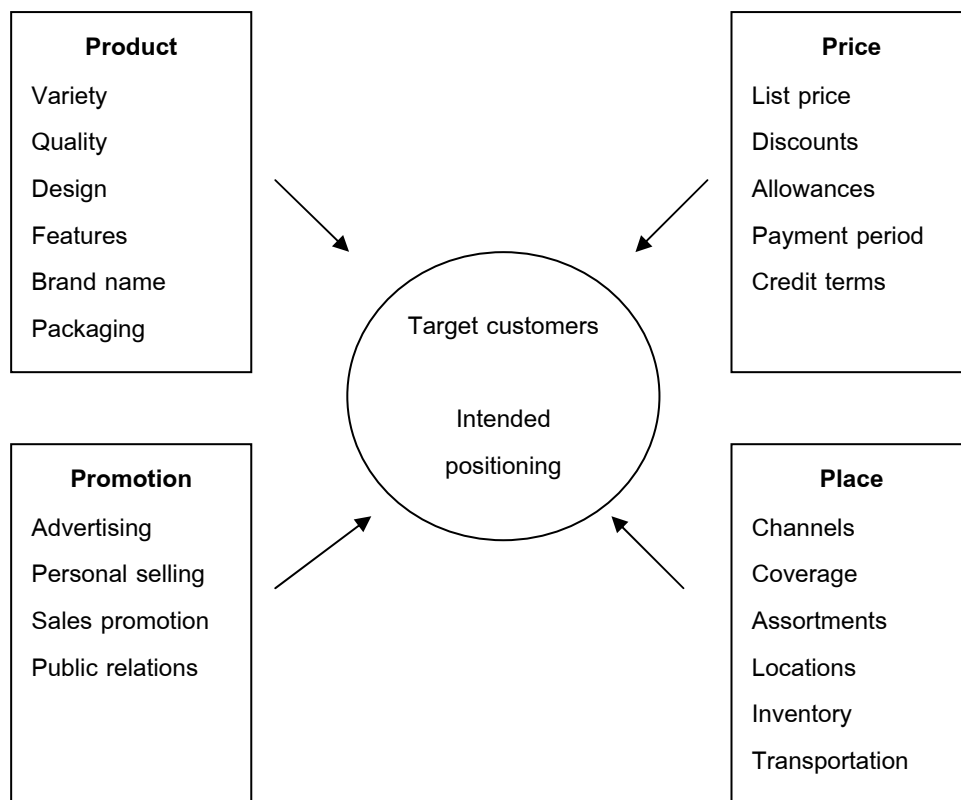 Product
Variety
Quality
Design
Features
Brand name
Packaging
Price
List price
Discounts
Allowances
Payment period
Credit terms
Target customers
Intended
positioning
Promotion
Advertising
Personal selling
Sales promotion
Public relations
Place
Channels
Coverage
Assortments
Locations
Inventory
Transportation